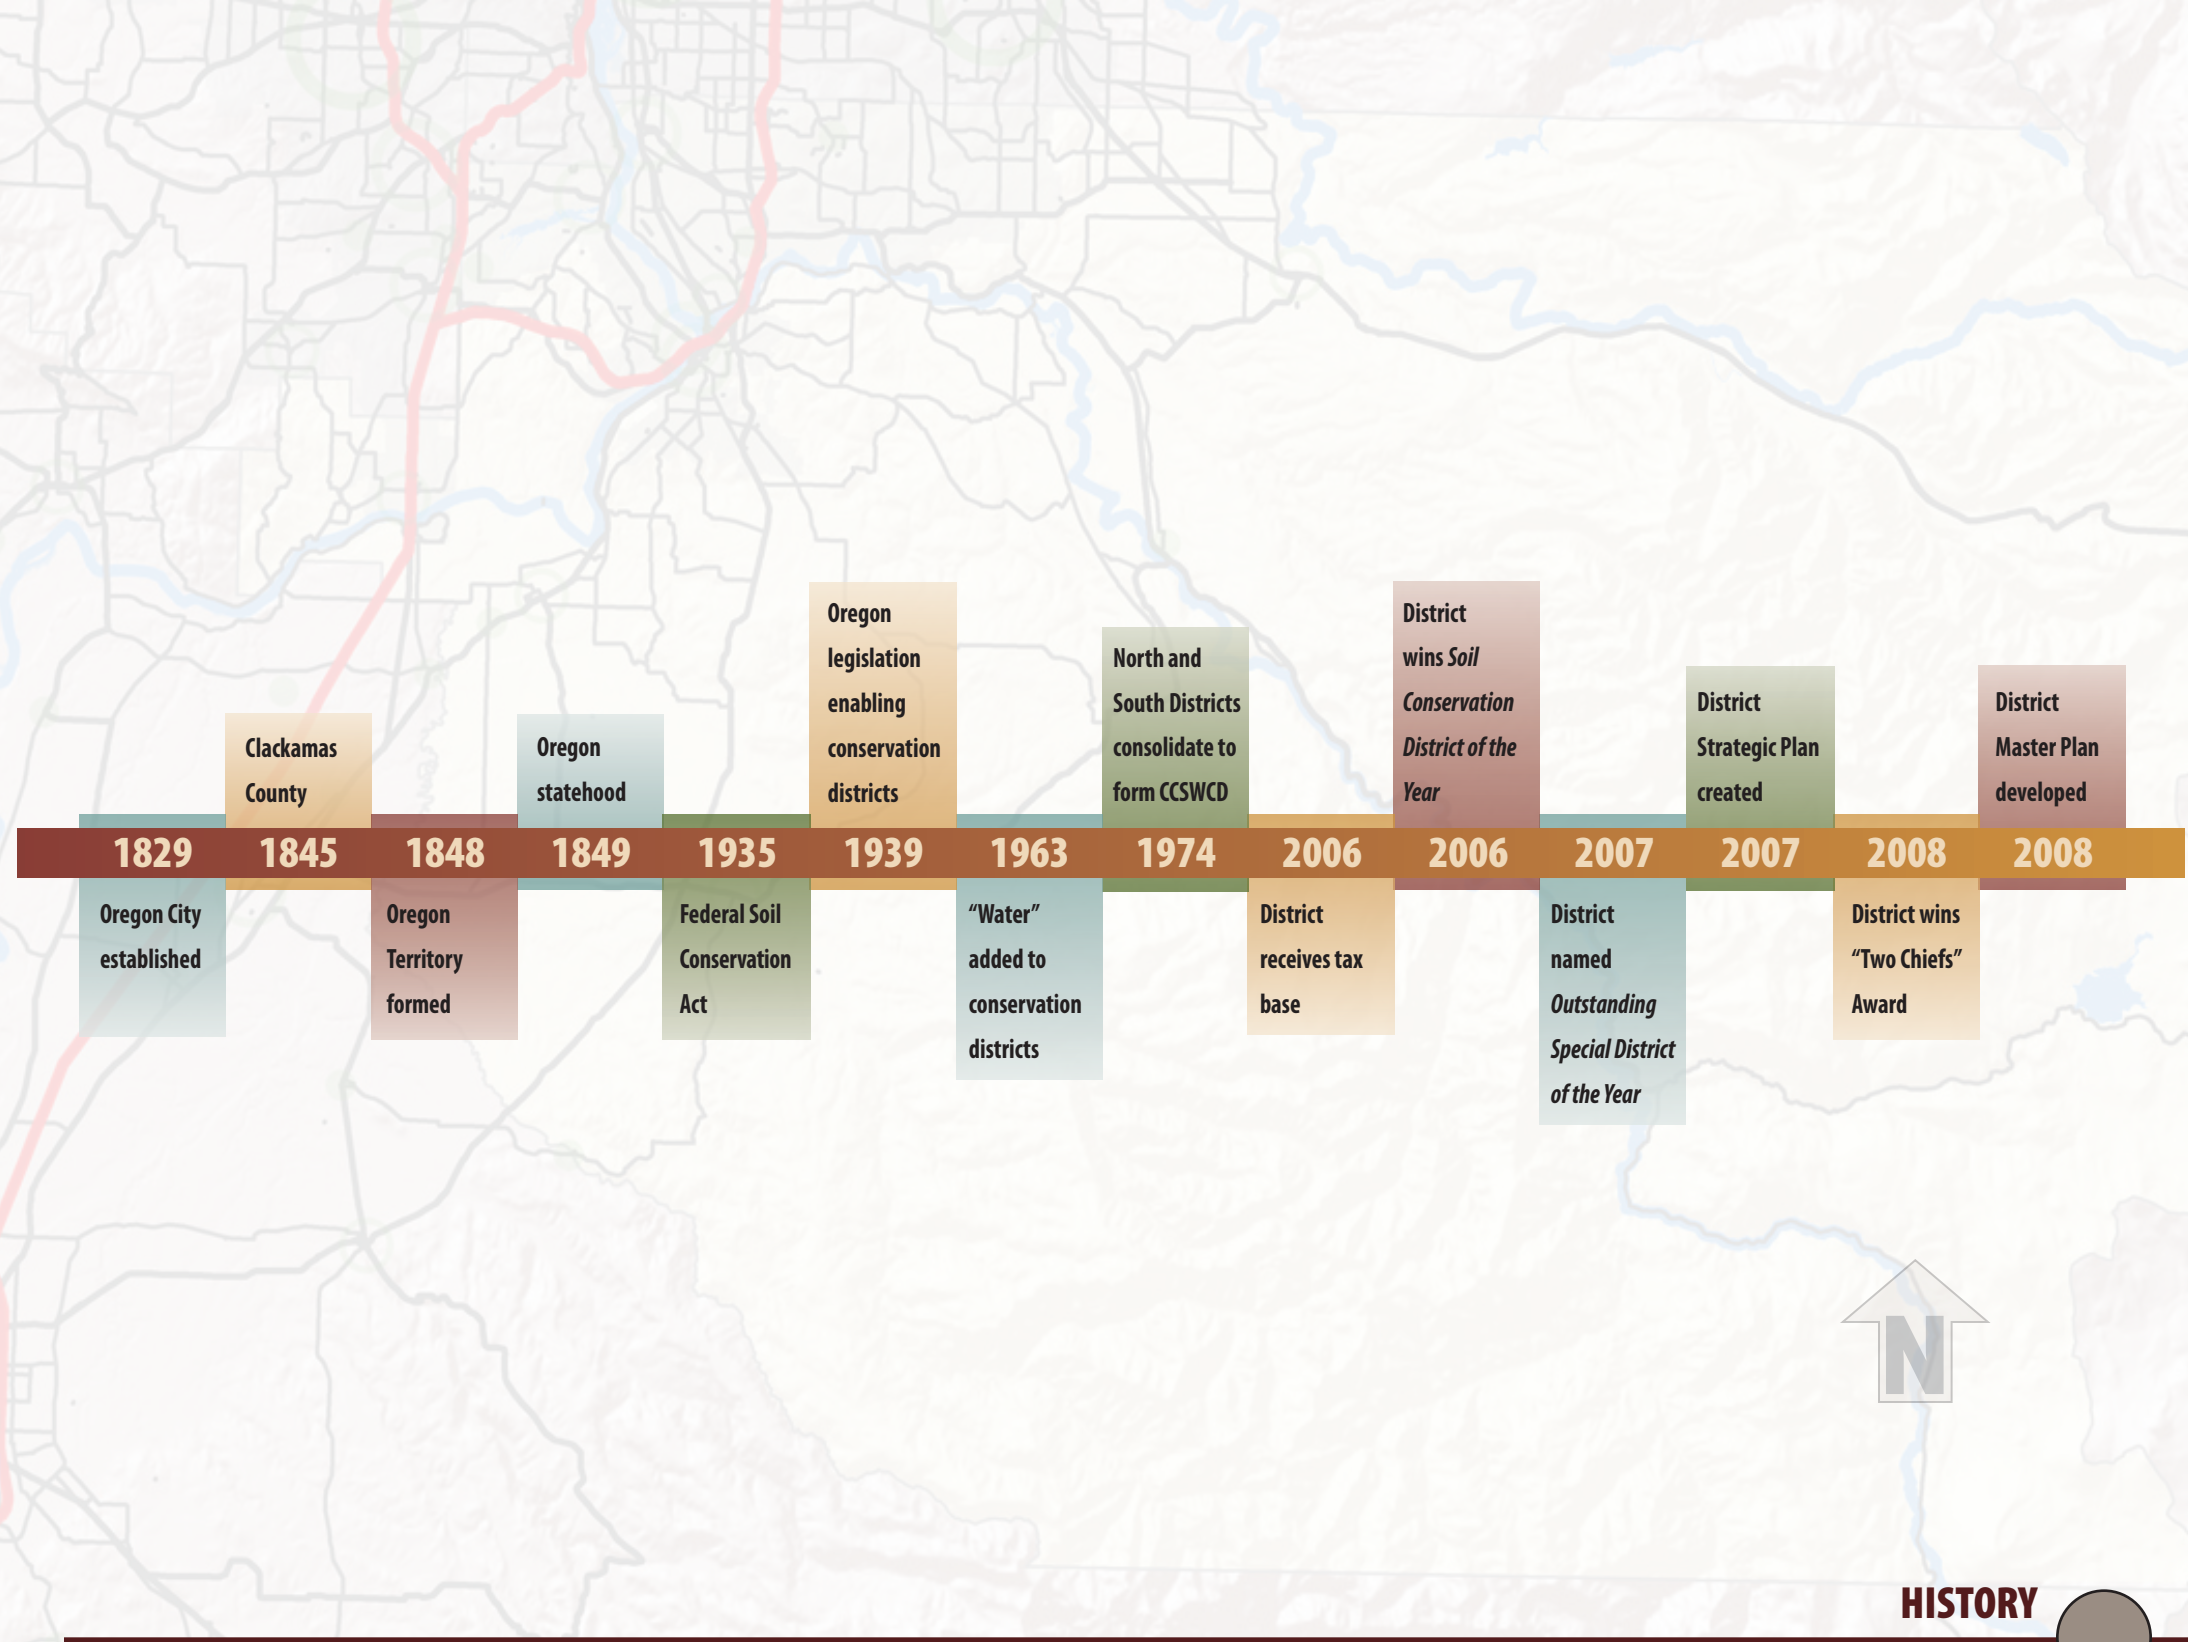 Oregon
legislation
enabling
conservation
districts
District
wins Soil
Conservation
District of the
Year
North and
South Districts
consolidate to
form CCSWCD
District
Strategic Plan
created
District
Master Plan
developed
Clackamas
County
Oregon
statehood
1829 1845 1848 1849 1935 1939 1963 1974 2006 2006 2007 2007 2008 2008
Oregon City
established
Oregon
Territory
formed
Federal Soil
Conservation
Act
“Water”
added to
conservation
districts
District
receives tax
base
District
named
Outstanding
Special District
of the Year
District wins
“Two Chiefs”
Award
N
HISTORY